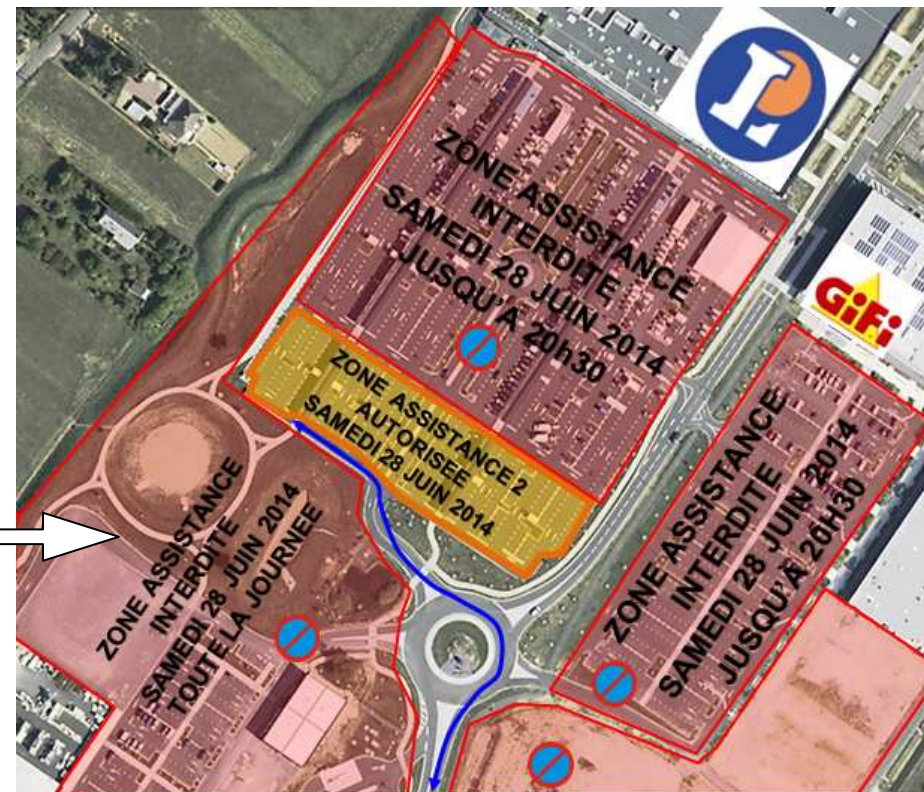 ZONE ASSISTANCE
INTERDITE
SAMEDI 28 JUIN 2014
JUSQU'À 20h30
GiFi
ZONE ASSISTANCE 2
AUTORISEE
SAMEDI 28 JUIN 2014
ZONE ASSISTANCE
INTERDITE
SAMEDI 28 JUIN 2014
JUSQU'À 20H30
ZONE ASSISTANCE
INTERDITE
SAMEDI 28 JUIN 2014
TOUTE LA JOURNEE